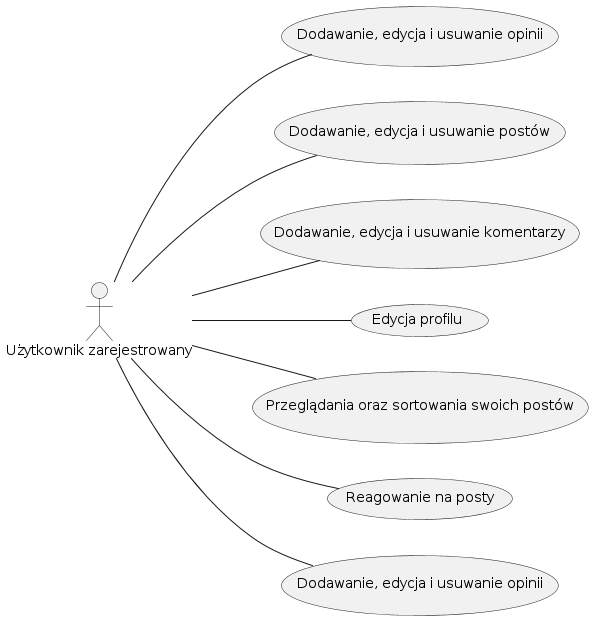 Dodawanie, edycja i usuwanie opinii
Dodawanie, edycja i usuwanie postów
Dodawanie, edycja i usuwanie komentarzy
Edycja profilu
Użytkownik zarejestrowany
Przeglądania oraz sortowania swoich postów
Reagowanie na posty
Dodawanie, edycja i usuwanie opinii